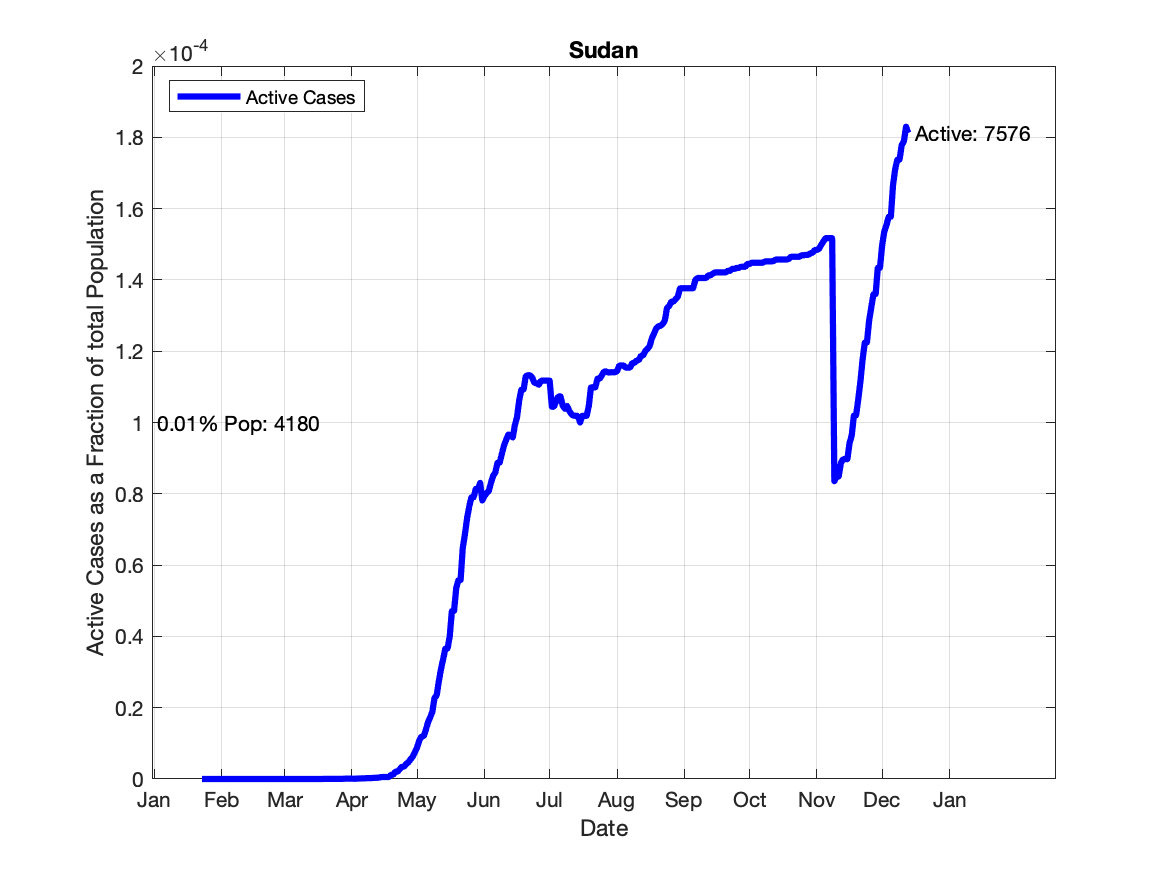 Sudan
×10^-4
Active Cases
2
1.8
1.6
1.4
1.2
1
0.8
0.6
0.4
0.2
0
Active Cases as a Fraction of total Population
Active: 7576
0.01% Pop: 4180
Jan Feb Mar Apr May Jun Jul Aug Sep Oct Nov Dec Jan
Date